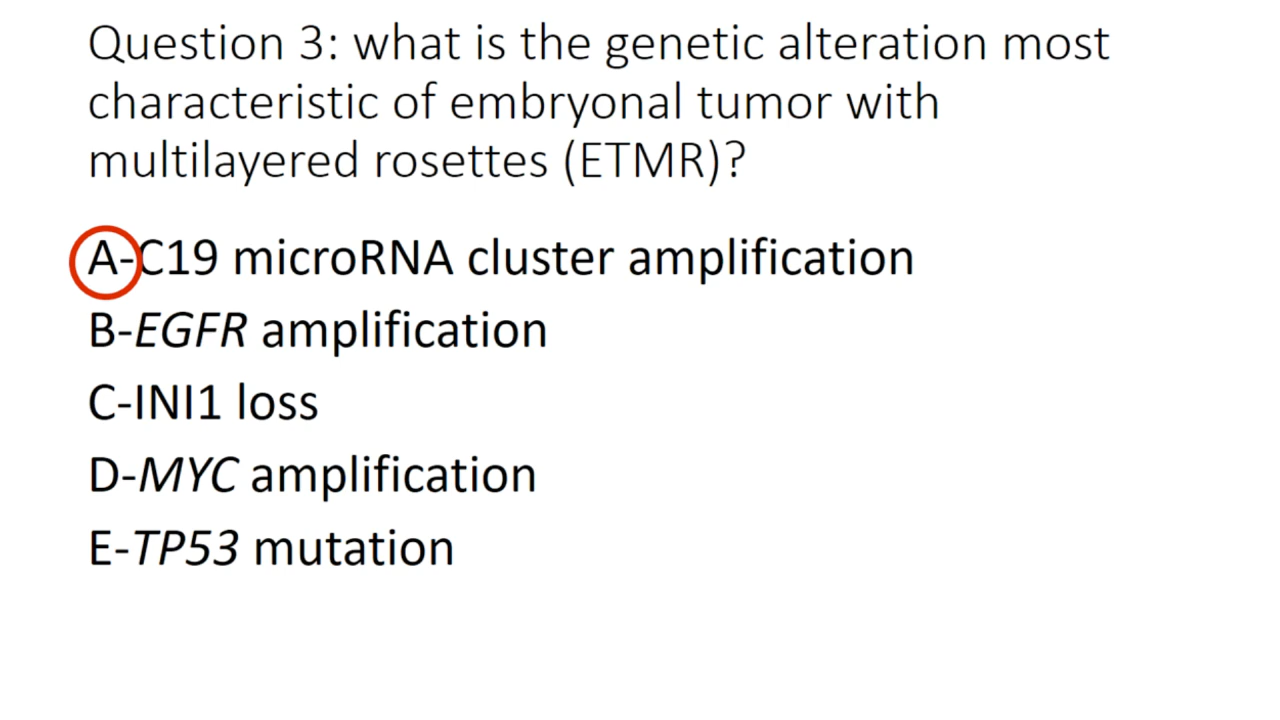 Question 3: what is the genetic alteration most
characteristic of embryonal tumor with
multilayered rosettes (ETMR)?
A-C19 microRNA cluster amplification
B-EGFR amplification
C-INI1 loss
D-MYC amplification
E-TP53 mutation